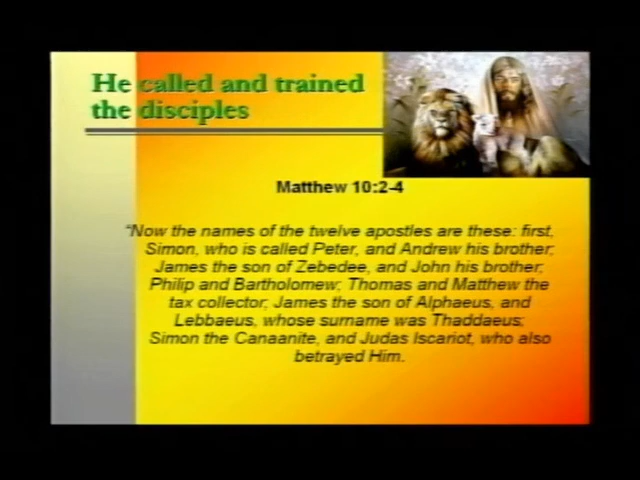 He called and trained
the disciples
Matthew 10:2-4
"Now the names of the twelve apostles are these: first,
Simon, who is called Peter, and Andrew his brother;
James the son of Zebedee, and John his brother;
Philip and Bartholomew; Thomas and Matthew the
tax collector; James the son of Alphaeus, and
Lebbaeus, whose surname was Thaddaeus;
Simon the Canaanite, and Judas Iscariot, who also
betrayed Him.